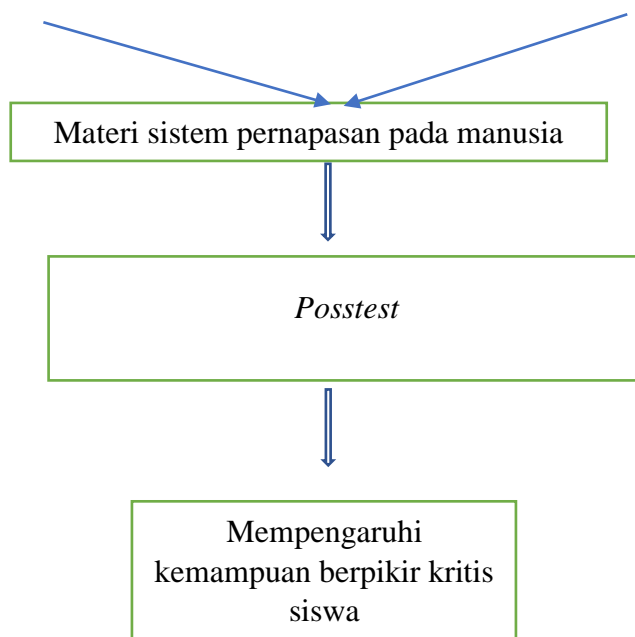 Materi sistem pernapasan pada manusia
Posstest
Mempengaruhi
kemampuan berpikir kritis
siswa